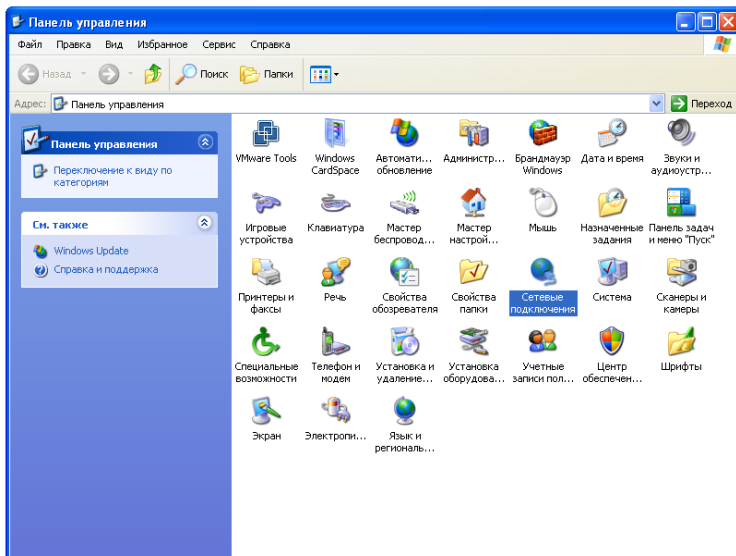 Панель управления
Файл Правка Вид Избранное Сервис Справка
Назад Поиск Папки
Адрес: Панель управления Переход
Панель управления
Переключение к виду по
категориям
См. также
Windows Update
Справка и поддержка
VMware Tools
Windows
CardSpace
Автомати...
обновление
Администр...
Брандмауэр
Windows
Дата и время
Звуки и
аудиоустр...
Игровые
устройства
Клавиатура
Мастер
беспровод...
Мастер
настрой...
Мышь
Назначенные
задания
Панель задач
и меню "Пуск"
Принтеры и
факсы
Речь
Свойства
обозревателя
Свойства
папки
Сетевые
подключения
Система
Сканеры и
камеры
Специальные
возможности
Телефон и
модем
Установка и
удаление...
Установка
оборудова...
Учетные
записи пол...
Центр
обеспечен...
Шрифты
Экран
Электропи...
Язык и
региональ...